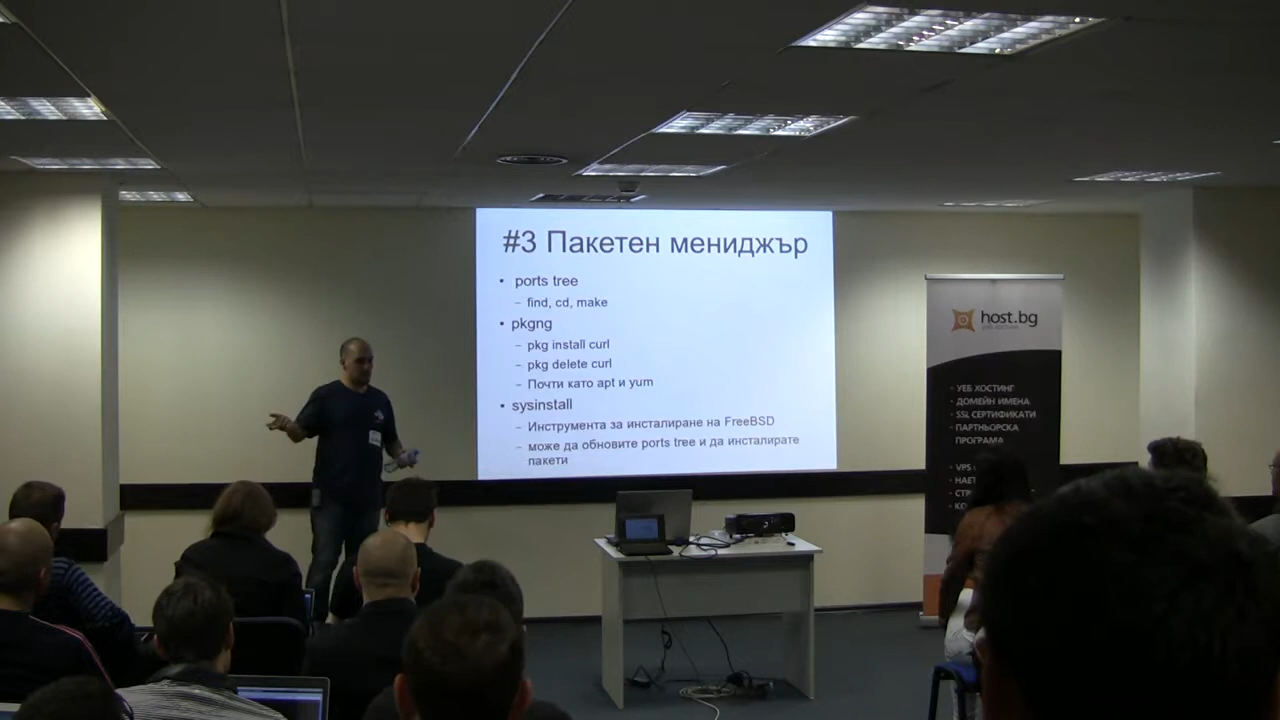 #3 Пакетен мениджър
• ports tree
– find, cd, make
• pkgng
– pkg install curl
– pkg delete curl
– Почти като apt и yum
• sysinstall
– Инструмента за инсталиране на FreeBSD
– може да обновите ports tree и да инсталирате
пакети
host.bg
- УЕБ ХОСТИНГ
- ДОМЕЙН ИМЕНА
- SSL СЕРТИФИКАТИ
- ПАРТНЬОРСКА
ПРОГРАМА
- VPS